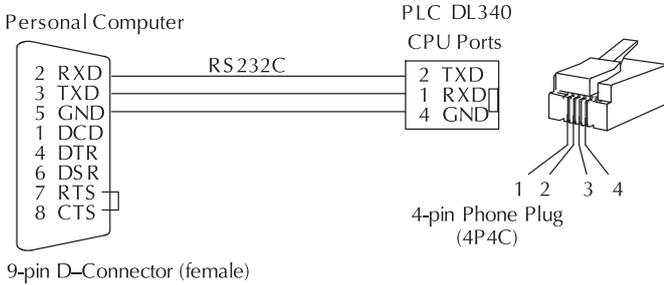 Personal Computer
PLC DL340
CPU Ports
RS232C
2 RXD
3 TXD
5 GND
1 DCD
4 DTR
6 DSR
7 RTS
8 CTS
2 TXD
1 RXD
4 GND
1 2 3 4
4-pin Phone Plug
(4P4C)
9-pin D–Connector (female)